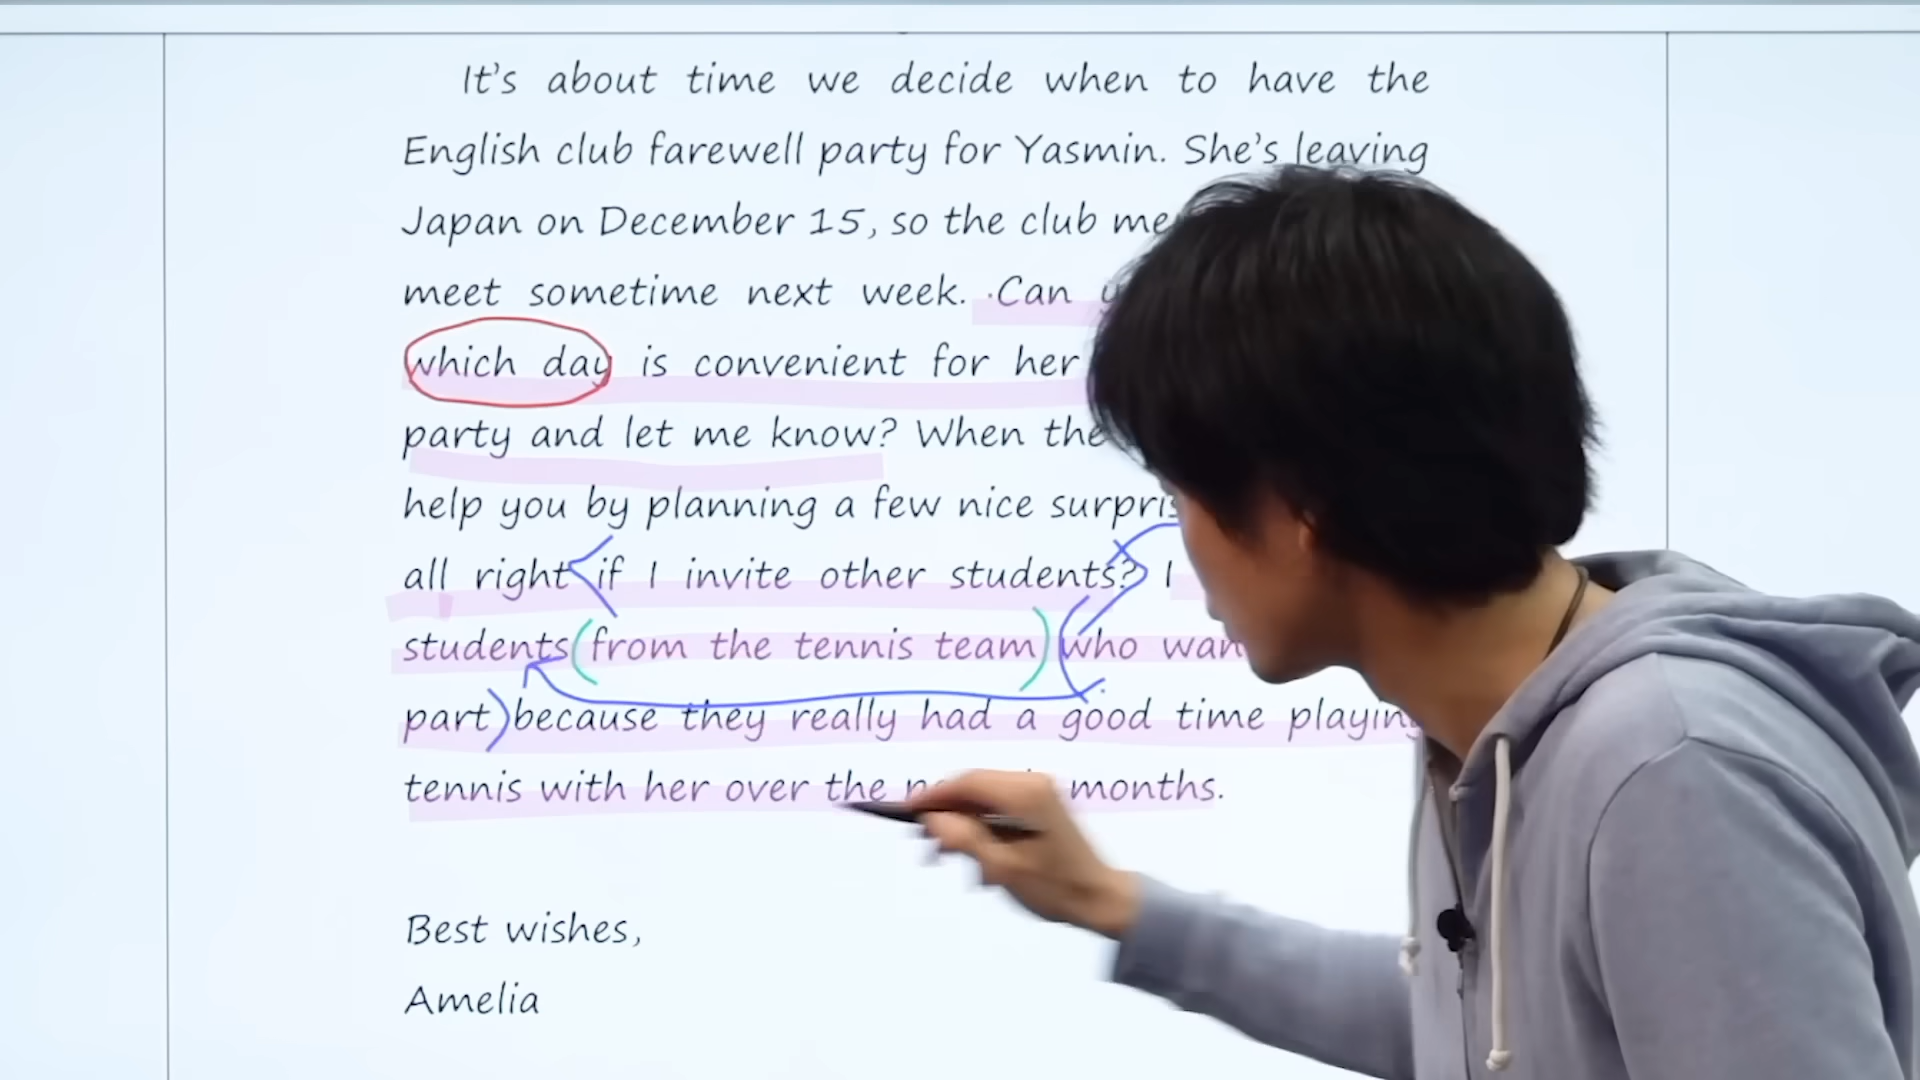 It's about time we decide when to have the
English club farewell party for Yasmin. She's leaving
Japan on December 15, so the club
meet sometime next week. Can
which day is convenient for her
party and let me know? When the
help you by planning a few nice
all right if I invite other students? I
students from the tennis team who
part because they really had a good time playing
tennis with her over the months.
Best wishes,
Amelia